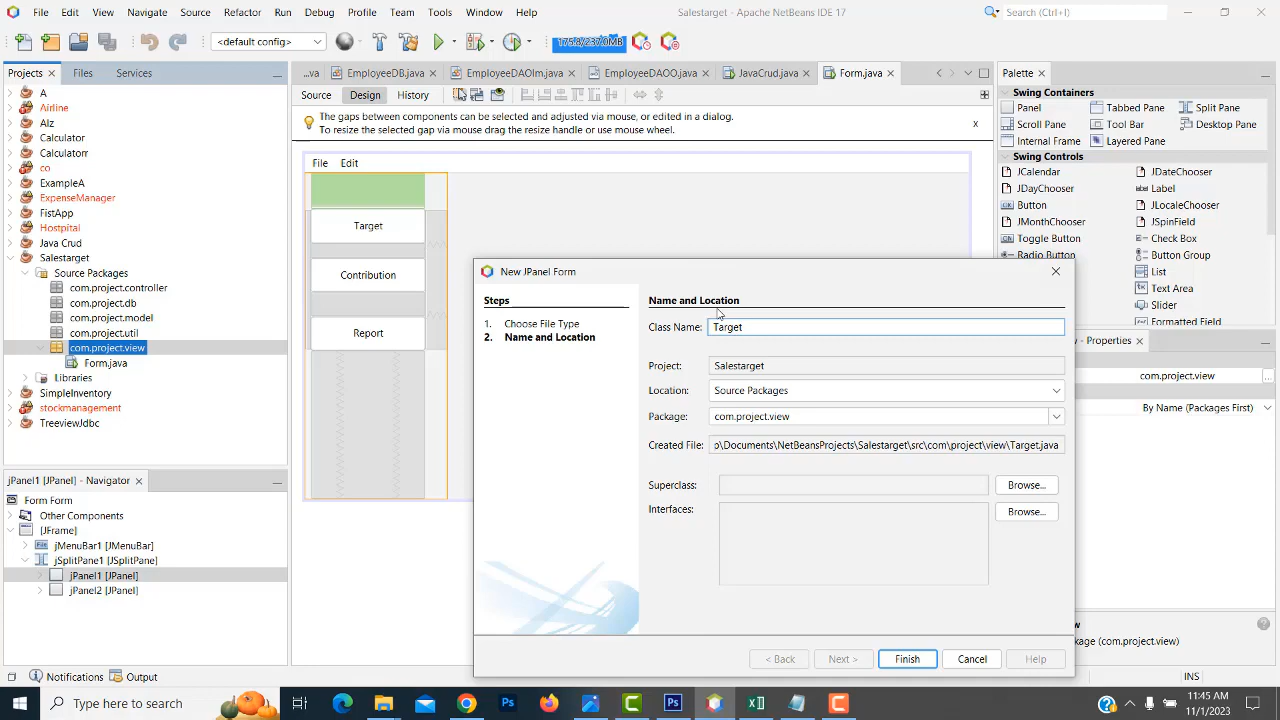 File Edit View Navigate Source Refactor Run Debug Profile Team Tools Window Help Salestarget - Apache NetBeans IDE 17 Search (Ctrl+I)
<default config> 175.8/237.0MB
Projects Files Services
A
Airline
Alz
Calculator
Calculatorr
co
ExampleA
ExpenseManager
FistApp
Hostpital
Java Crud
Salestarget
Source Packages
com.project.controller
com.project.db
com.project.model
com.project.util
com.project.view
Form.java
Libraries
SimpleInventory
stockmanagement
TreeviewJdbc
jPanel1 [JPanel] - Navigator
Form Form
Other Components
[JFrame]
jMenuBar1 [JMenuBar]
jSplitPane1 [JSplitPane]
jPanel1 [JPanel]
jPanel2 [JPanel]
...va EmployeeDB.java EmployeeDAOIm.java EmployeeDAOO.java JavaCrud.java Form.java
Source Design History
The gaps between components can be selected and adjusted via mouse, or edited in a dialog.
To resize the selected gap via mouse drag the resize handle or use mouse wheel.
x
File Edit
Target
Contribution
Report
New JPanel Form
Steps
1. Choose File Type
2. Name and Location
Name and Location
Class Name: Target
Project: Salestarget
Location: Source Packages
Package: com.project.view
Created File: p\Documents\NetBeansProjects\Salestarget\src\com\project\view\Target.java
Superclass: Browse...
Interfaces: Browse...
< Back Next > Finish Cancel Help
Palette
Swing Containers
Panel Tabbed Pane Split Pane
Scroll Pane Tool Bar Desktop Pane
Internal Frame Layered Pane
Swing Controls
JCalendar JDateChooser
JDayChooser Label
Button JLocaleChooser
JMonthChooser JSpinField
Toggle Button Check Box
Radio Button Button Group
List
Text Area
Slider
Formatted Field
- Properties
com.project.view ...
By Name (Packages First)
(com.project.view)
Notifications Output INS
Type here to search Ps Ps
11:45 AM
11/1/2023